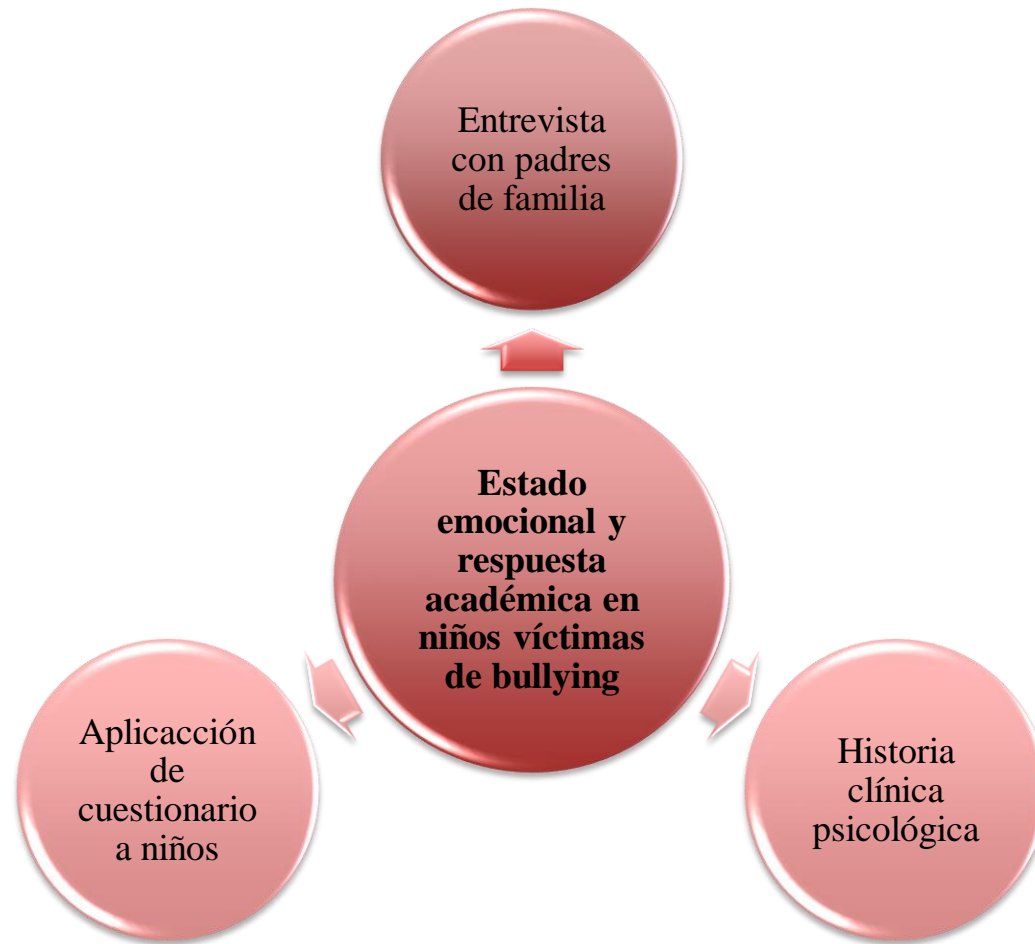 Entrevista
con padres
de familia
Estado
emocional y
respuesta
académica en
niños víctimas
de bullying
Aplicacción
de
cuestionario
a niños
Historia
clínica
psicológica